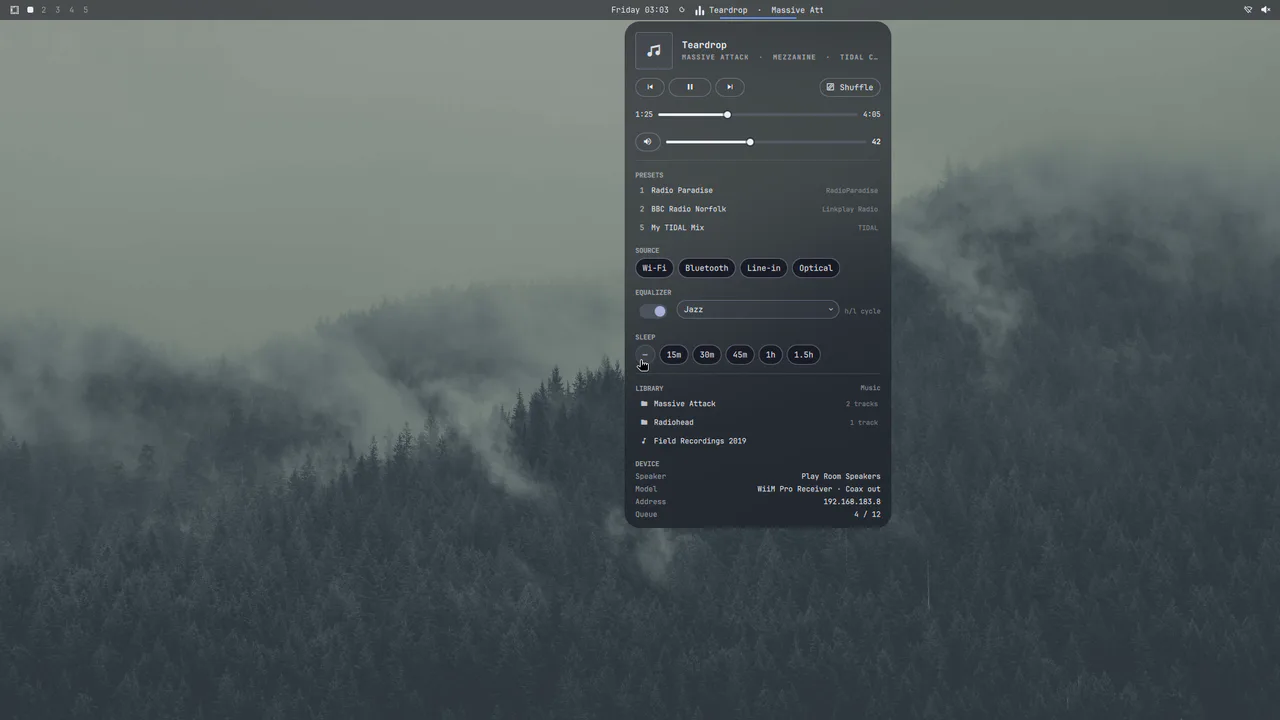 2 3 4 5 Friday 03:03 Teardrop · Massive Att
Teardrop
MASSIVE ATTACK · MEZZANINE · TIDAL C…
Shuffle
1:25 4:05
42
PRESETS
1 Radio Paradise RadioParadise
2 BBC Radio Norfolk Linkplay Radio
5 My TIDAL Mix TIDAL
SOURCE
Wi-Fi Bluetooth Line-in Optical
EQUALIZER
Jazz h/l cycle
SLEEP
— 15m 30m 45m 1h 1.5h
LIBRARY Music
Massive Attack 2 tracks
Radiohead 1 track
Field Recordings 2019
DEVICE
Speaker Play Room Speakers
Model WiiM Pro Receiver · Coax out
Address 192.168.183.8
Queue 4 / 12